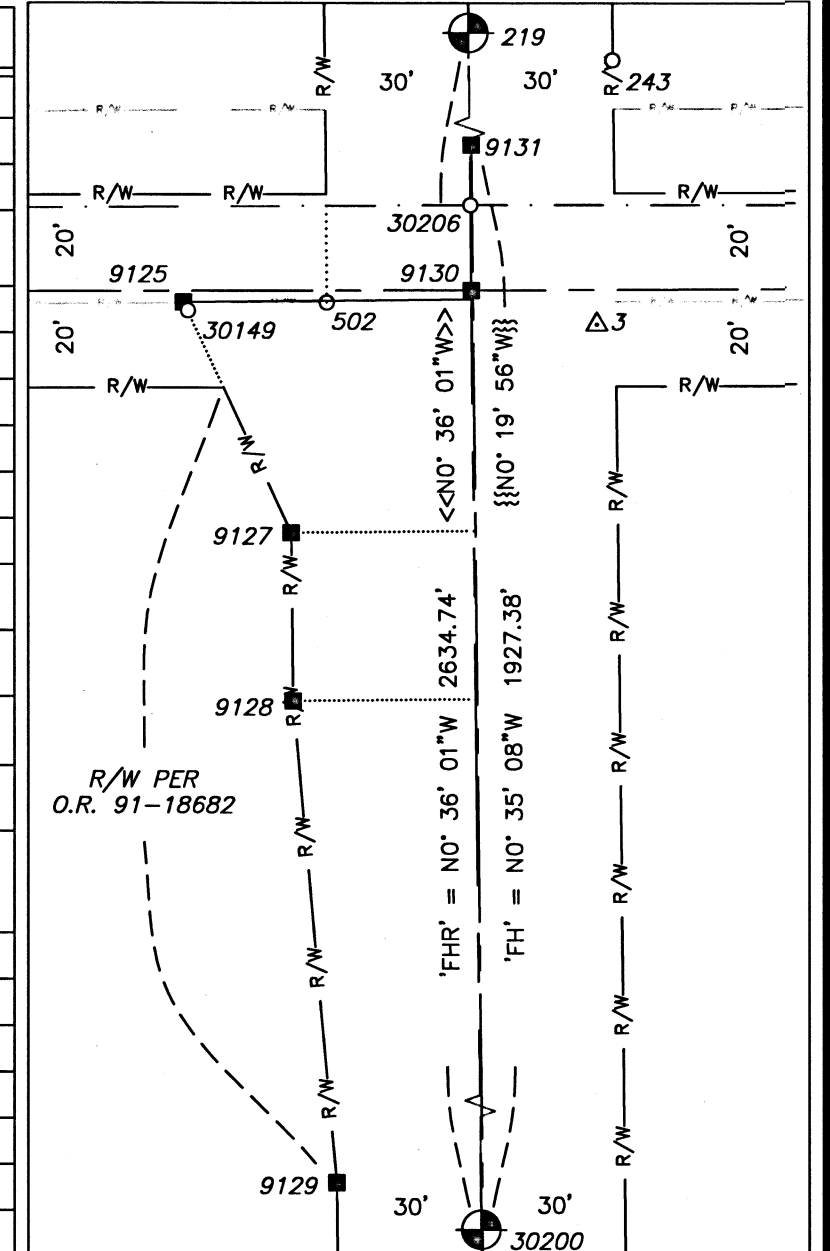 219
R/W
30'
30'
R/
243
R/W
R/W
R/W
R/W
9131
R/W
R/W
R/W
30206
20'
20'
9125
9130
R/W
R/W
R/W
30149
502
3
20'
20'
<<N0° 36' 01"W>>
N0° 19' 56"W
R/W
R/W
R/W
R/W
9127
R/W
'FHR' = N0° 36' 01"W 2634.74'
'FH' = N0° 35' 08"W 1927.38'
R/W
9128
R/W
R/W
R/W PER
O.R. 91-18682
R/W
R/W
R/W
R/W
R/W
R/W
9129
30'
30'
30200